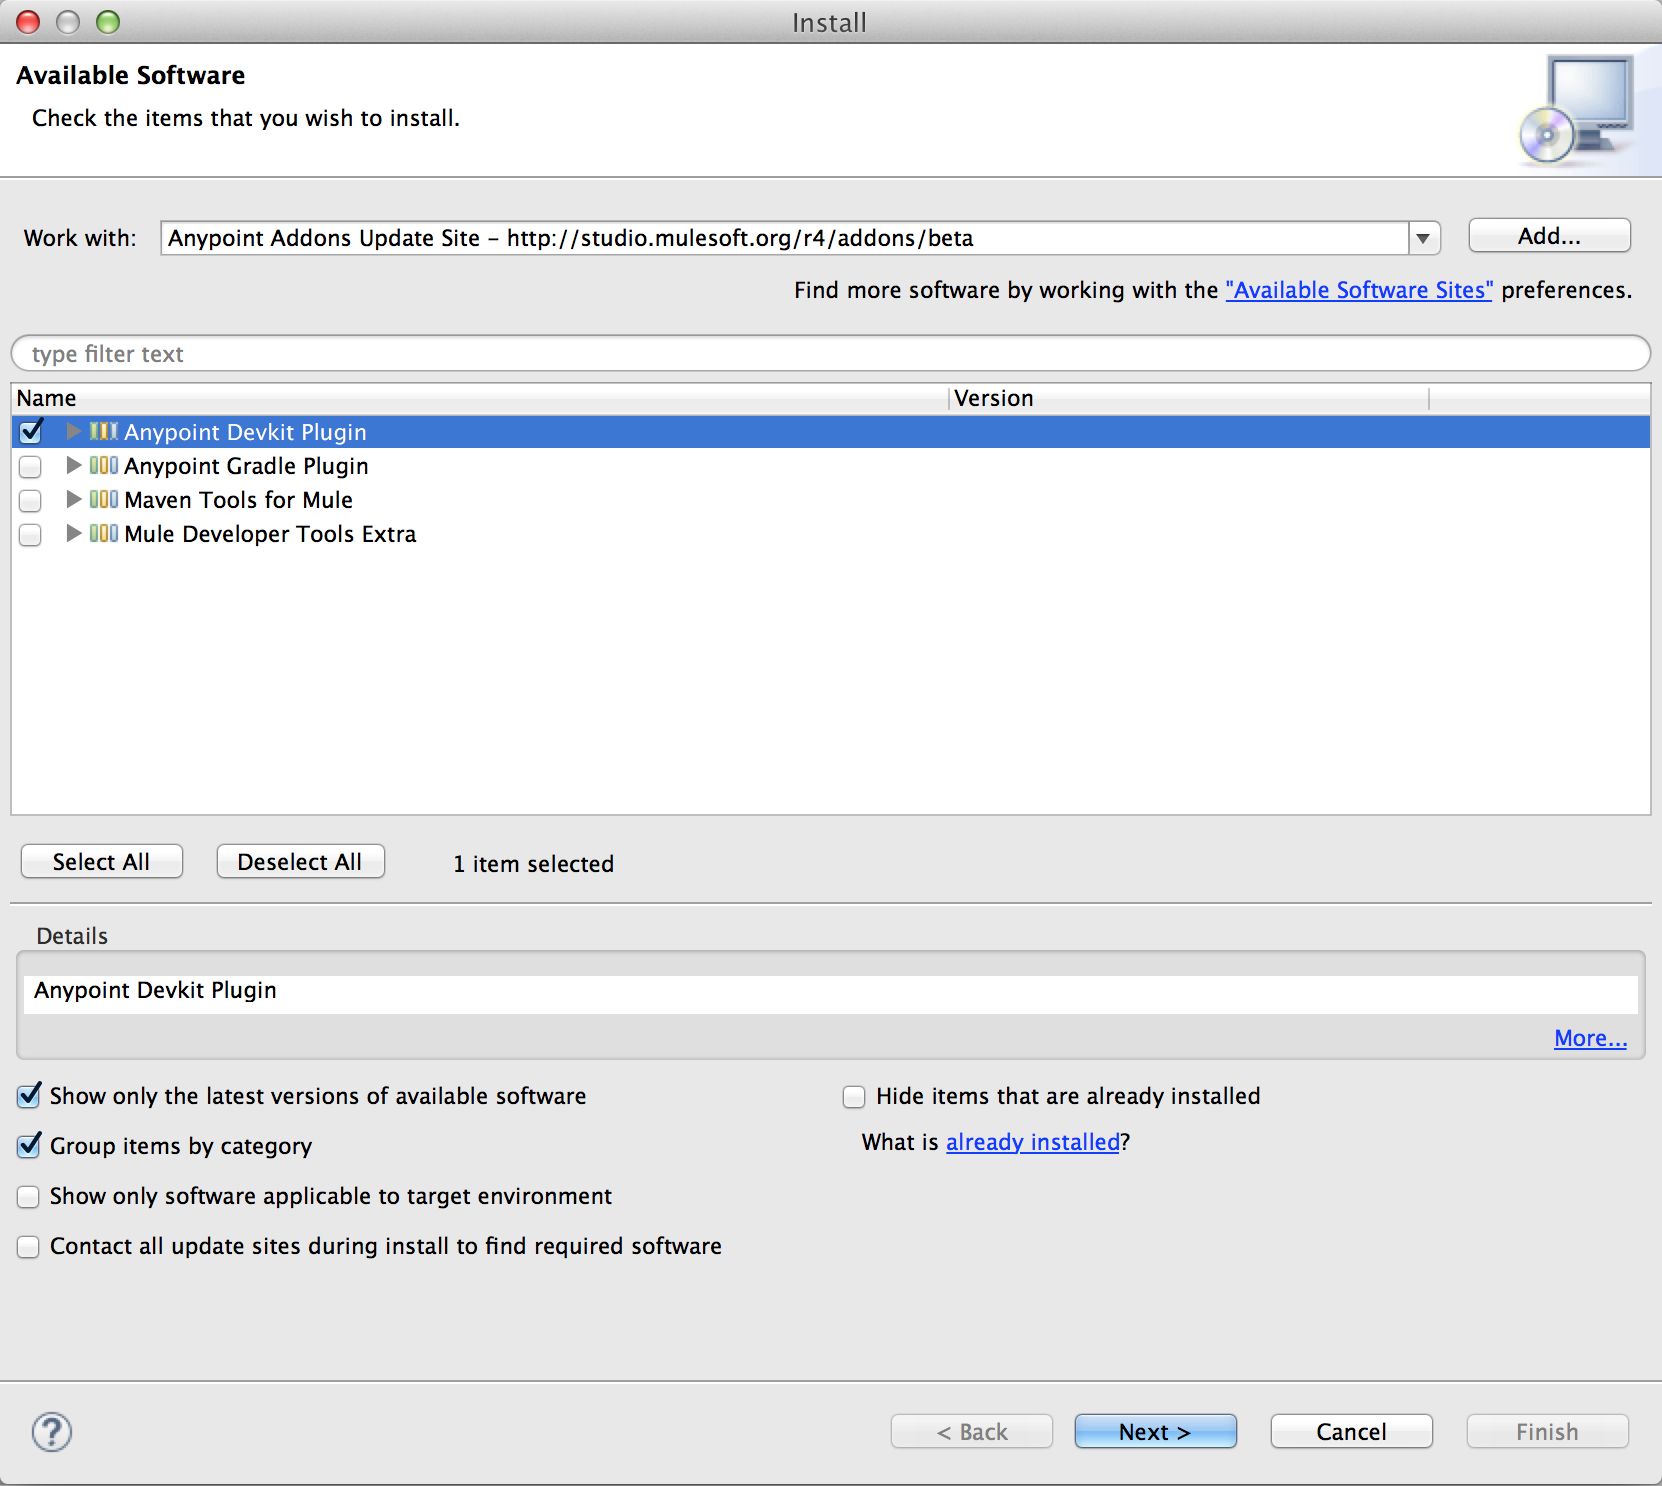 Install
Available Software
Check the items that you wish to install.
Work with: Anypoint Addons Update Site – http://studio.mulesoft.org/r4/addons/beta Add...
Find more software by working with the "Available Software Sites" preferences.
type filter text
Name Version
Anypoint Devkit Plugin
Anypoint Gradle Plugin
Maven Tools for Mule
Mule Developer Tools Extra
Select All Deselect All 1 item selected
Details
Anypoint Devkit Plugin
More...
Show only the latest versions of available software Hide items that are already installed
Group items by category What is already installed?
Show only software applicable to target environment
Contact all update sites during install to find required software
? < Back Next > Cancel Finish